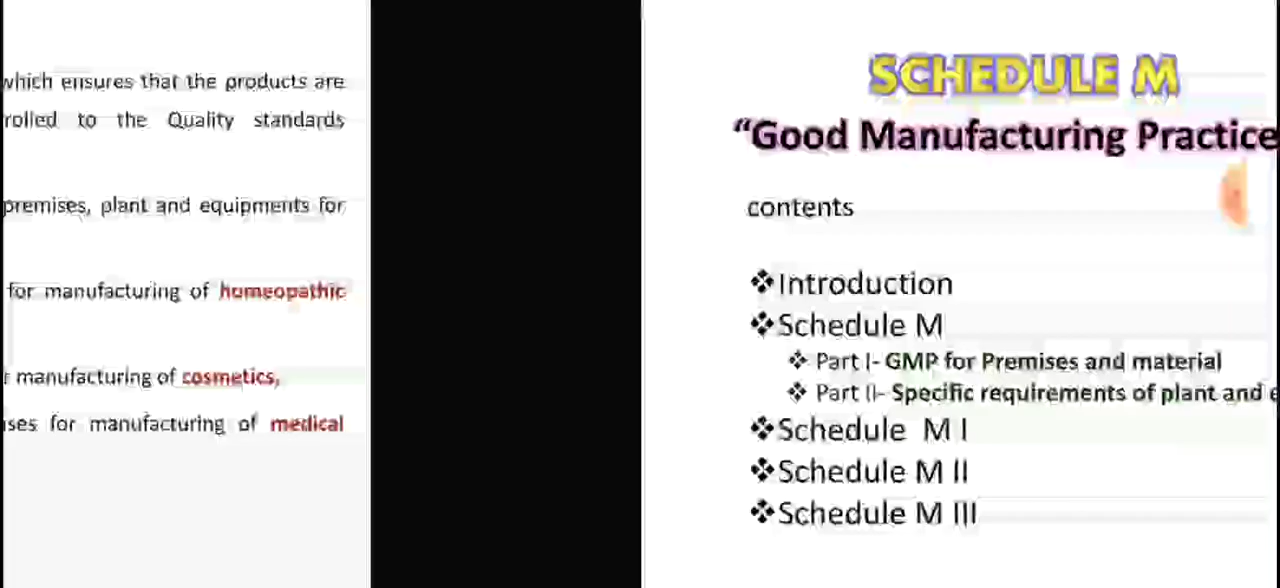 which ensures that the products are
rolled to the Quality standards
premises, plant and equipments for
for manufacturing of homeopathic
manufacturing of cosmetics,
ses for manufacturing of medical
SCHEDULE M
“Good Manufacturing Practice
contents
❖Introduction
❖Schedule M
❖ Part I- GMP for Premises and material
❖ Part II- Specific requirements of plant and
❖Schedule M I
❖Schedule M II
❖Schedule M III